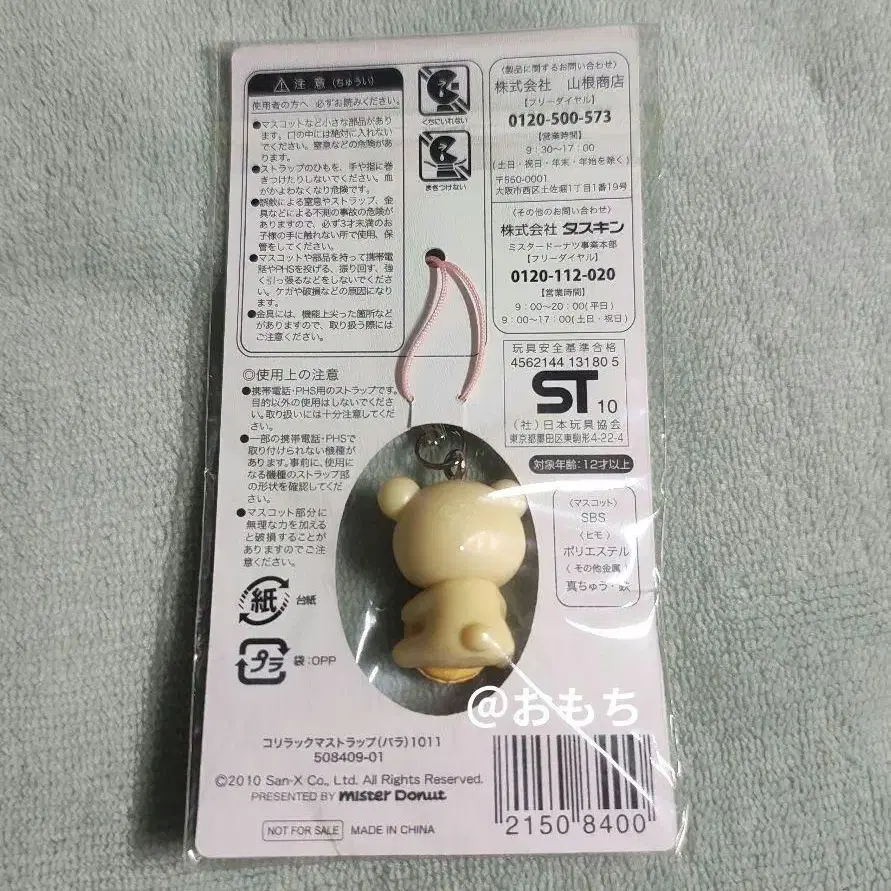 ⚠注意(ちゅうい)
使用者の方へ 必ずお読みください。
●マスコットなど小さな部品があり
ます。口の中には絶対に入れない
でください。窒息などの危険があ
ります。
●ストラップのひもを、手や指に巻
きつけたりしないでください。血
がかよわなくなり危険です。
●誤飲による窒息やストラップ、金
具などによる不測の事故の危険が
ありますので、必ず3才未満のお
子様の手に触れない所で使用、保
管をしてください。
●マスコットや部品を持って携帯電
話やPHSを投げる、振り回す、強
く引っ張るなどをしないでくださ
い。ケガや破損などの原因になり
ます。
●金具には、機能上尖った箇所など
がありますので、取り扱う際には
ご注意ください。
くちにいれない
まきつけない
〈製品に関するお問い合わせ〉
株式会社 山根商店
【フリーダイヤル】
0120-500-573
【営業時間】
9:30~17:00
(土日・祝日・年末・年始を除く)
〒550-0001
大阪市西区土佐堀1丁目1番19号
〈その他のお問い合わせ〉
株式会社 ダスキン
ミスタードーナツ事業本部
【フリーダイヤル】
0120-112-020
【営業時間】
9:00~20:00(平日)
9:00~17:00(土日・祝日)
玩具安全基準合格
4562144 13180 5
ST 10
(社)日本玩具協会
東京都墨田区東駒形4-22-4
対象年齢:12才以上
〈マスコット〉
SBS
〈ヒモ〉
ポリエステル
〈その他金属〉
真ちゅう・鉄
◎使用上の注意
●携帯電話・PHS用のストラップです。
目的以外の使用はしないでくださ
い。取り扱いには十分注意してくだ
さい。
●一部の携帯電話・PHSで
取り付けられない機種が
あります。事前に、使用に
なる機種のストラップ部
の形状を確認してくださ
い。
●マスコット部分に
無理な力を加える
と破損することが
ありますのでご注
意ください。
紙 台紙
プラ 袋:OPP
@おもち
コリラックマストラップ(バラ)1011
508409-01
©2010 San-X Co., Ltd. All Rights Reserved.
PRESENTED BY mister Donut
NOT FOR SALE MADE IN CHINA
2150 8400